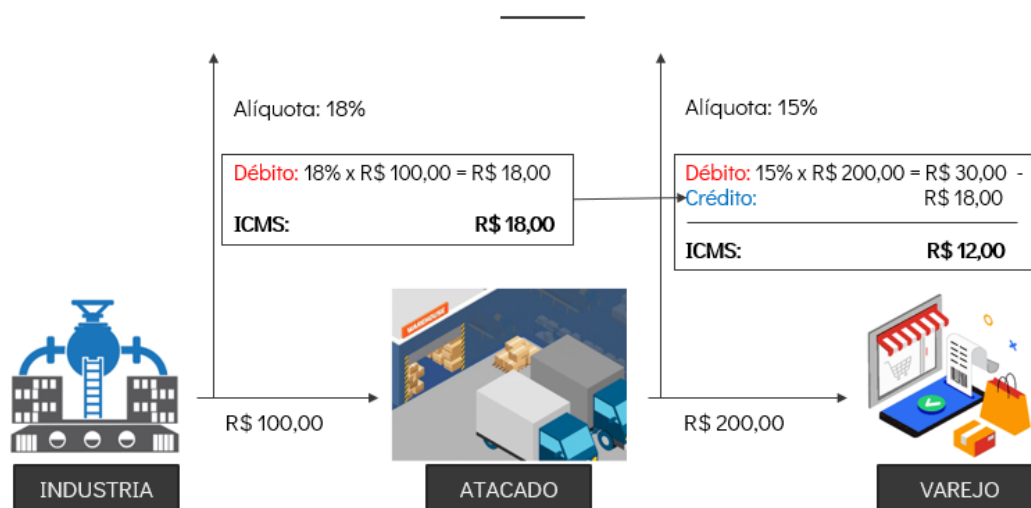 Alíquota: 18%
Débito: 18% x R$ 100,00 = R$ 18,00
ICMS: R$ 18,00
Alíquota: 15%
Débito: 15% x R$ 200,00 = R$ 30,00 -
Crédito: R$ 18,00
ICMS: R$ 12,00
WAREHOUSE
R$ 100,00
R$ 200,00
INDUSTRIA
ATACADO
VAREJO